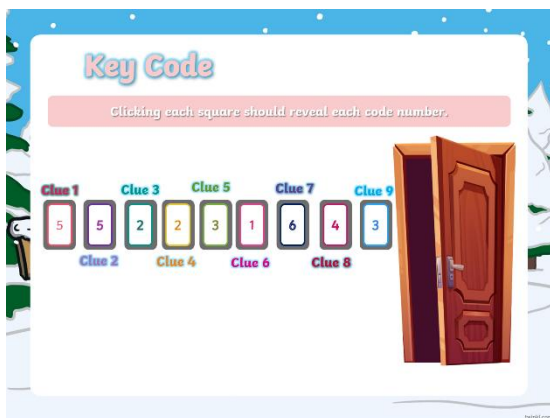 Key Code
Clicking each square should reveal each code number.
Clue 1 Clue 3 Clue 5 Clue 7 Clue 9
5 5 2 2 3 1 6 4 3
Clue 2 Clue 4 Clue 6 Clue 8